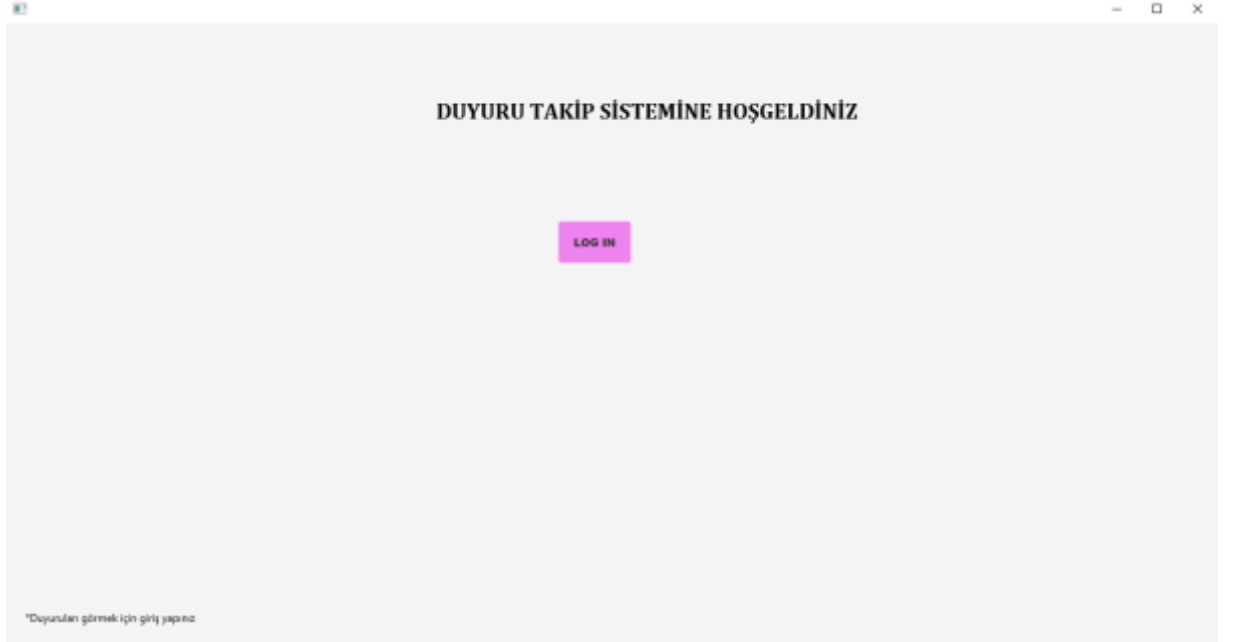 DUYURU TAKİP SİSTEMİNE HOŞGELDİNİZ
LOG IN
*Duyuruları görmek için giriş yapınız